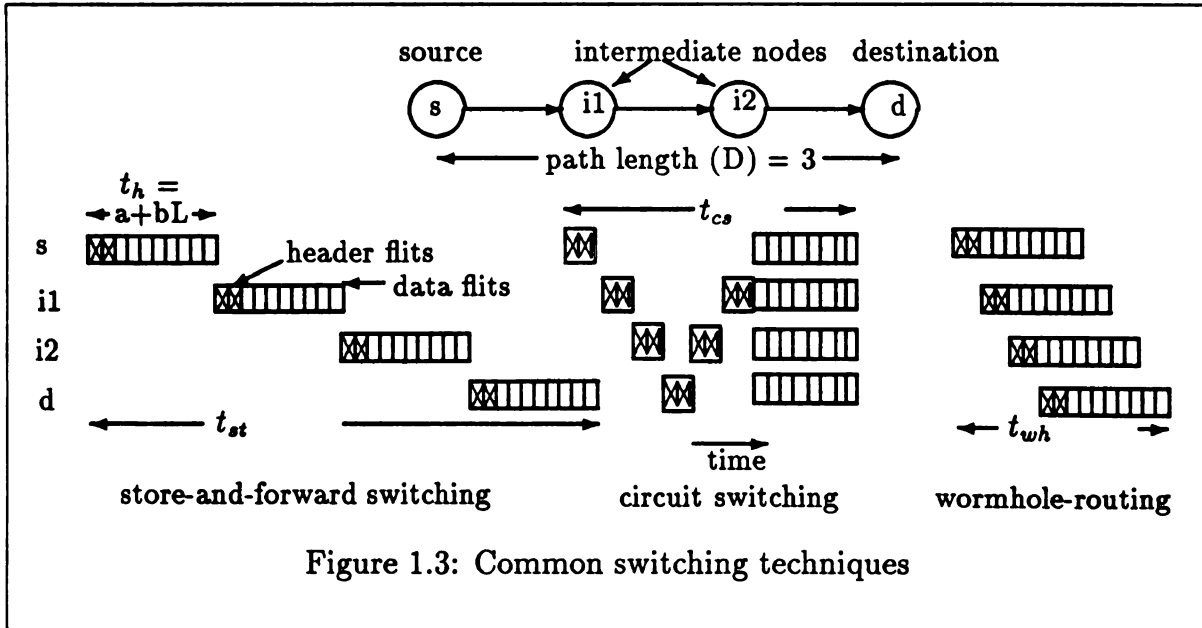 source intermediate nodes destination
s i1 i2 d
path length (D) = 3
t_h =
a+bL
t_cs
s
header flits
i1
data flits
i2
d
t_st
t_wh
time
store-and-forward switching
circuit switching
wormhole-routing
Figure 1.3: Common switching techniques